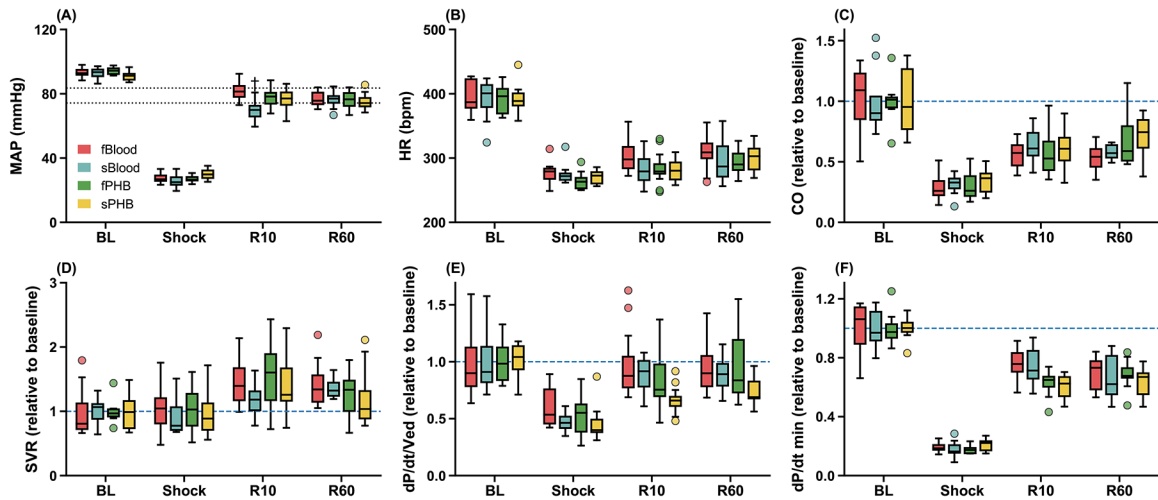 (A)
MAP (mmHg)
120
80
40
0
fBlood
sBlood
fPHB
sPHB
BL Shock R10 R60
(B)
HR (bpm)
500
400
300
200
BL Shock R10 R60
(C)
CO (relative to baseline)
1.5
1.0
0.5
0.0
BL Shock R10 R60
(D)
SVR (relative to baseline)
3
2
1
0
BL Shock R10 R60
(E)
dP/dt/Ved (relative to baseline)
1.5
1.0
0.5
0.0
BL Shock R10 R60
(F)
dP/dt min (relative to baseline)
1.2
0.8
0.4
0.0
BL Shock R10 R60